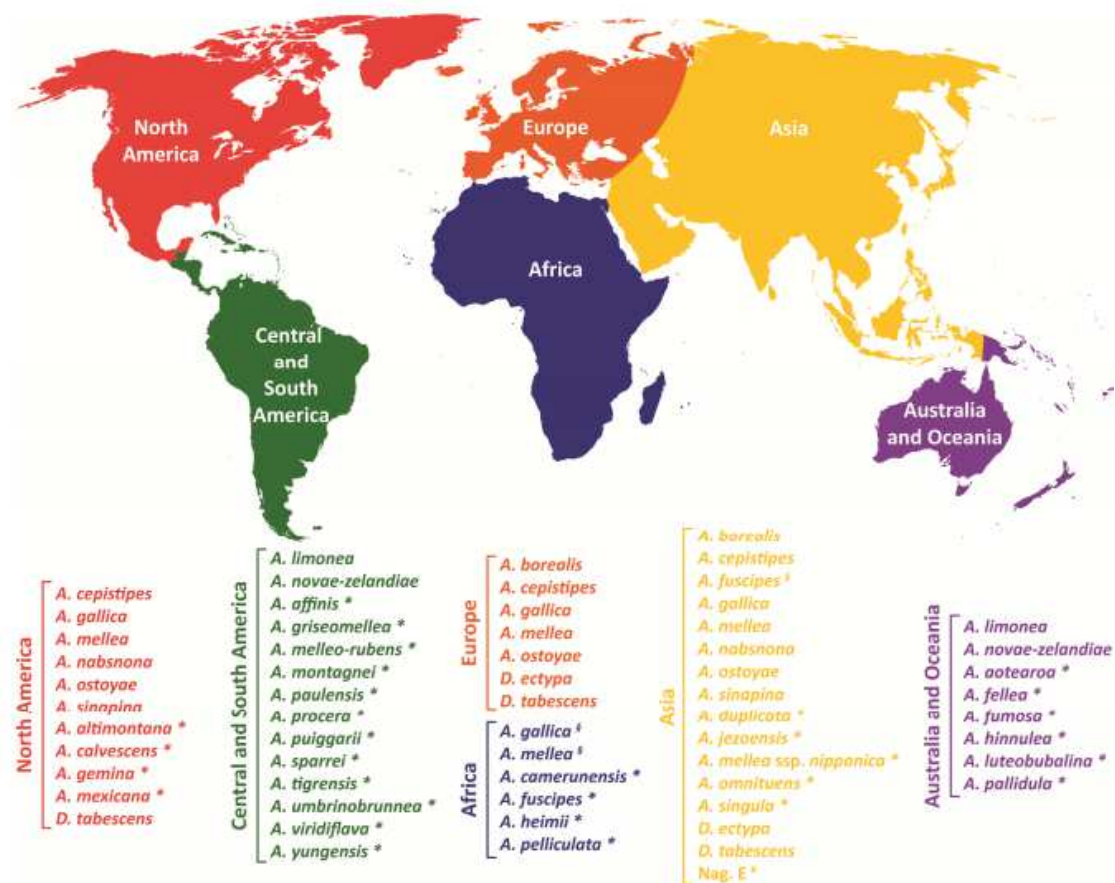 North
America
Europe
Asia
Africa
Central
and
South
America
Australia
and Oceania
North America
A. cepistipes
A. gallica
A. mellea
A. nabsnona
A. ostoyae
A. sinapina
A. altimontana *
A. calvescens *
A. gemina *
A. mexicana *
D. tabescens
Central and South America
A. limonea
A. novae-zelandiae
A. affinis *
A. griseomellea *
A. melleo-rubens *
A. montagnei *
A. paulensis *
A. procera *
A. puiggarii *
A. sparrei *
A. tigrensis *
A. umbrinobrunnea *
A. viridiflava *
A. yungensis *
Europe
A. borealis
A. cepistipes
A. gallica
A. mellea
A. ostoyae
D. ectypa
D. tabescens
Africa
A. gallica
A. mellea §
A. camerunensis *
A. fuscipes *
A. heimii *
A. pelliculata *
Asia
A. borealis
A. cepistipes
A. fuscipes
A. gallica
A. mellea
A. nabsnona
A. ostoyae
A. sinapina
A. duplicata *
A. jezoensis *
A. mellea ssp. nipponica *
A. omnituens *
A. singula *
D. ectypa
D. tabescens
Nag. E
Australia and Oceania
A. limonea
A. novae-zelandiae
A. aotearoa *
A. fellea *
A. fumosa *
A. hinnulea *
A. luteobubalina *
A. pallidula *